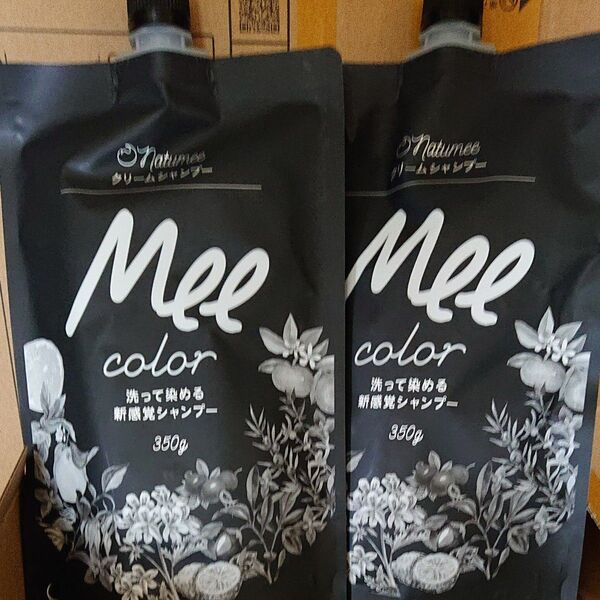 Natumee
クリームシャンプー
Mee
color
洗って染める
新感覚シャンプー
350g
Natumee
クリームシャンプー
Mee
color
洗って染める
新感覚シャンプー
350g